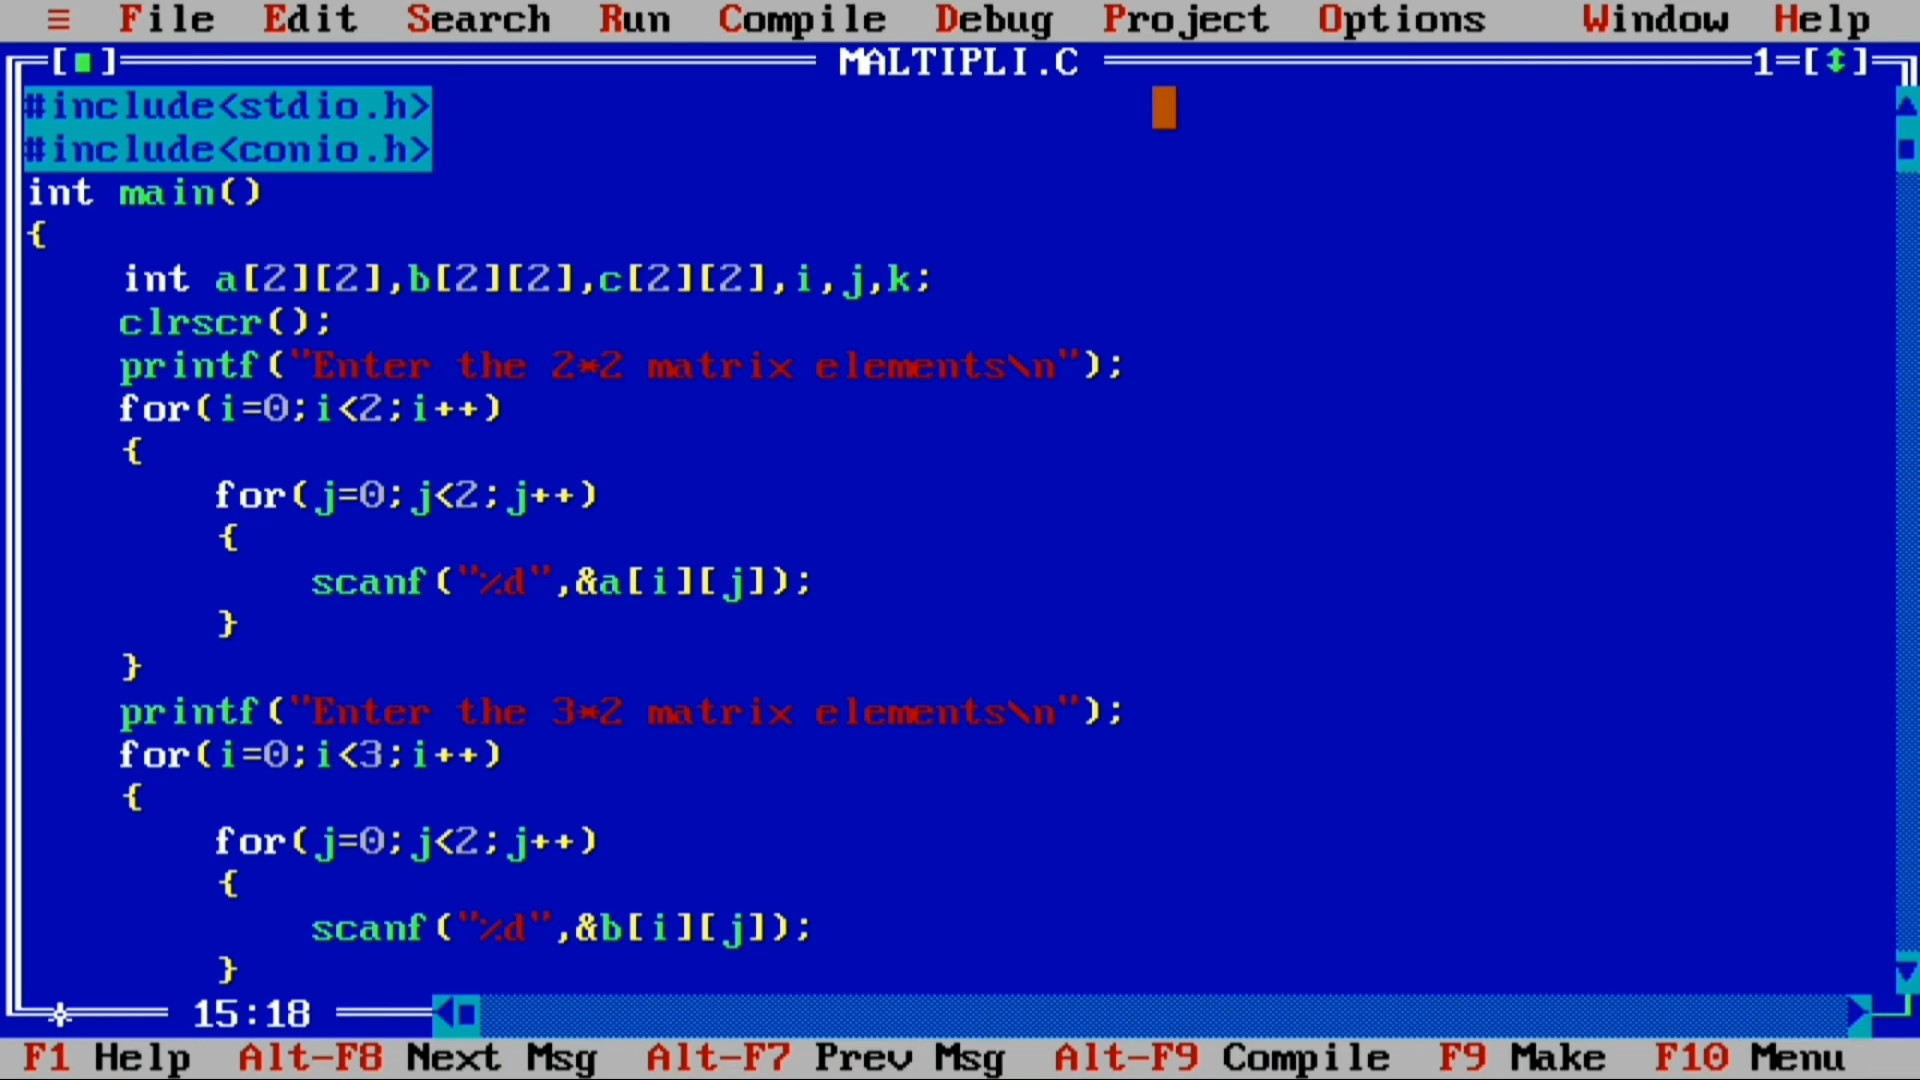 ≡ File Edit Search Run Compile Debug Project Options Window Help
[■] MALTIPLI.C 1=[↕]
#include<stdio.h>
#include<conio.h>
int main()
{
int a[2][2],b[2][2],c[2][2],i,j,k;
clrscr();
printf("Enter the 2*2 matrix elements\n");
for(i=0;i<2;i++)
{
for(j=0;j<2;j++)
{
scanf("%d",&a[i][j]);
}
}
printf("Enter the 3*2 matrix elements\n");
for(i=0;i<3;i++)
{
for(j=0;j<2;j++)
{
scanf("%d",&b[i][j]);
}
15:18
F1 Help Alt-F8 Next Msg Alt-F7 Prev Msg Alt-F9 Compile F9 Make F10 Menu